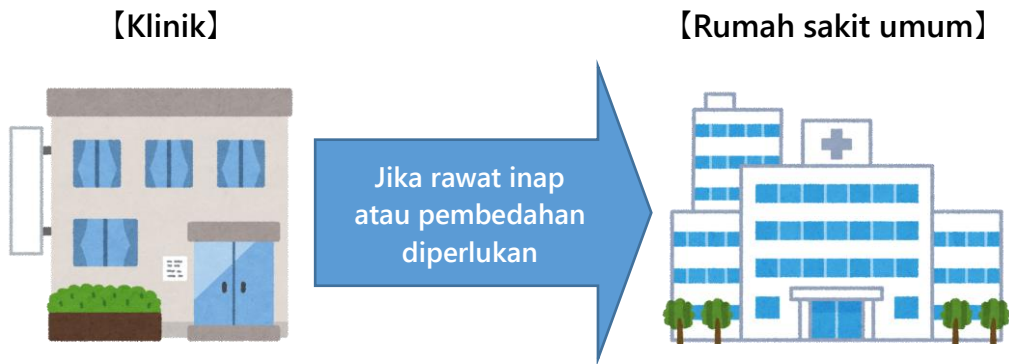 【Klinik】
【Rumah sakit umum】
Jika rawat inap
atau pembedahan
diperlukan